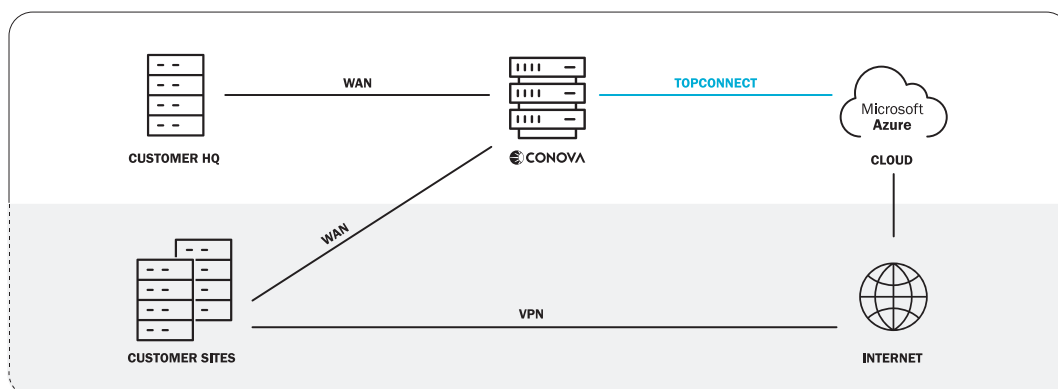 WAN
TOPCONNECT
Microsoft
Azure
CUSTOMER HQ
CONOVA
CLOUD
WAN
VPN
CUSTOMER SITES
INTERNET